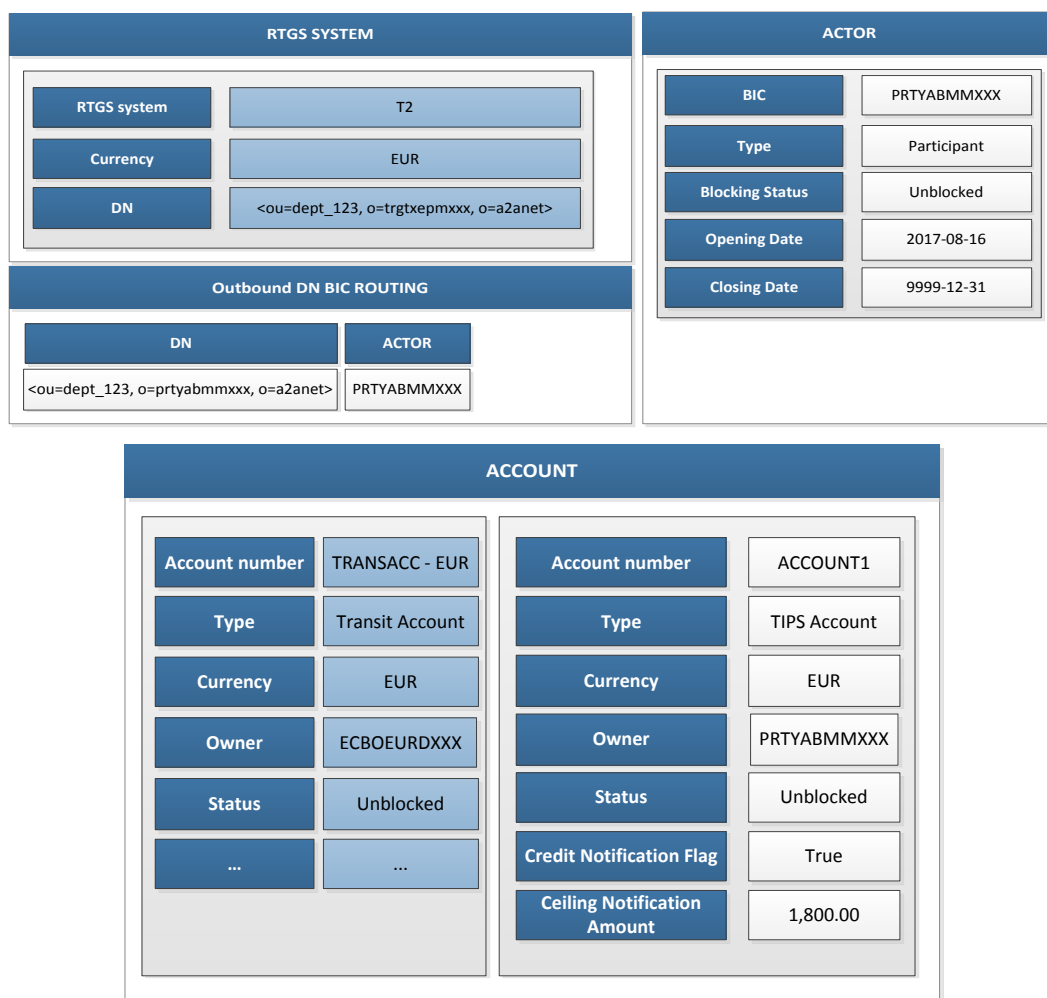 RTGS SYSTEM
RTGS system T2
Currency EUR
DN <ou=dept_123, o=trgtxepmxxx, o=a2anet>
Outbound DN BIC ROUTING
DN ACTOR
<ou=dept_123, o=prtyabmmxxx, o=a2anet> PRTYABMMXXX
ACTOR
BIC PRTYABMMXXX
Type Participant
Blocking Status Unblocked
Opening Date 2017-08-16
Closing Date 9999-12-31
ACCOUNT
Account number TRANSACC - EUR
Type Transit Account
Currency EUR
Owner ECBOEURDXXX
Status Unblocked
... ...
Account number ACCOUNT1
Type TIPS Account
Currency EUR
Owner PRTYABMMXXX
Status Unblocked
Credit Notification Flag True
Ceiling Notification
Amount 1,800.00